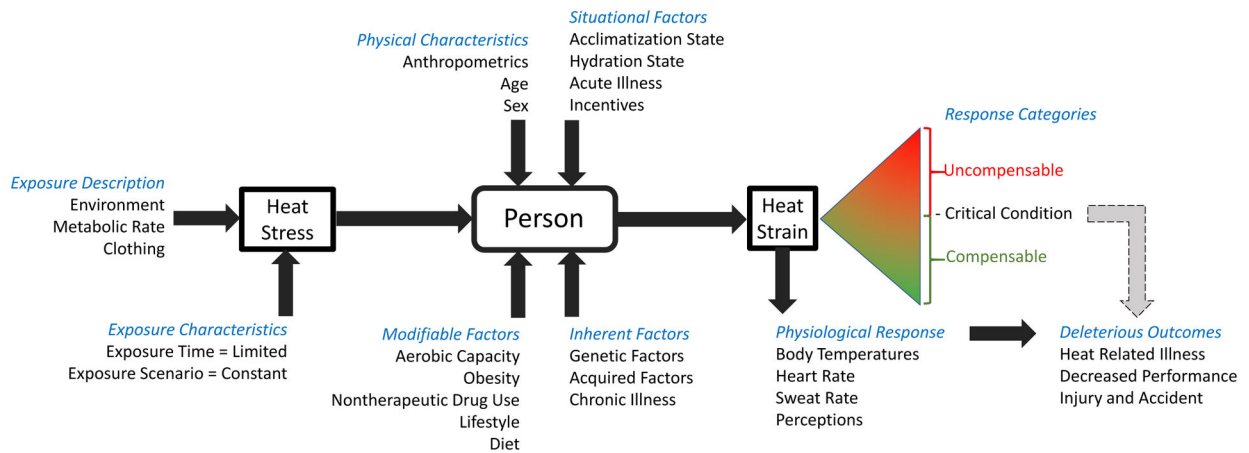 Exposure Description
Environment
Metabolic Rate
Clothing
Heat
Stress
Exposure Characteristics
Exposure Time = Limited
Exposure Scenario = Constant
Physical Characteristics
Anthropometrics
Age
Sex
Situational Factors
Acclimatization State
Hydration State
Acute Illness
Incentives
Person
Modifiable Factors
Aerobic Capacity
Obesity
Nontherapeutic Drug Use
Lifestyle
Diet
Inherent Factors
Genetic Factors
Acquired Factors
Chronic Illness
Heat
Strain
Response Categories
Uncompensable
Critical Condition
Compensable
Physiological Response
Body Temperatures
Heart Rate
Sweat Rate
Perceptions
Deleterious Outcomes
Heat Related Illness
Decreased Performance
Injury and Accident